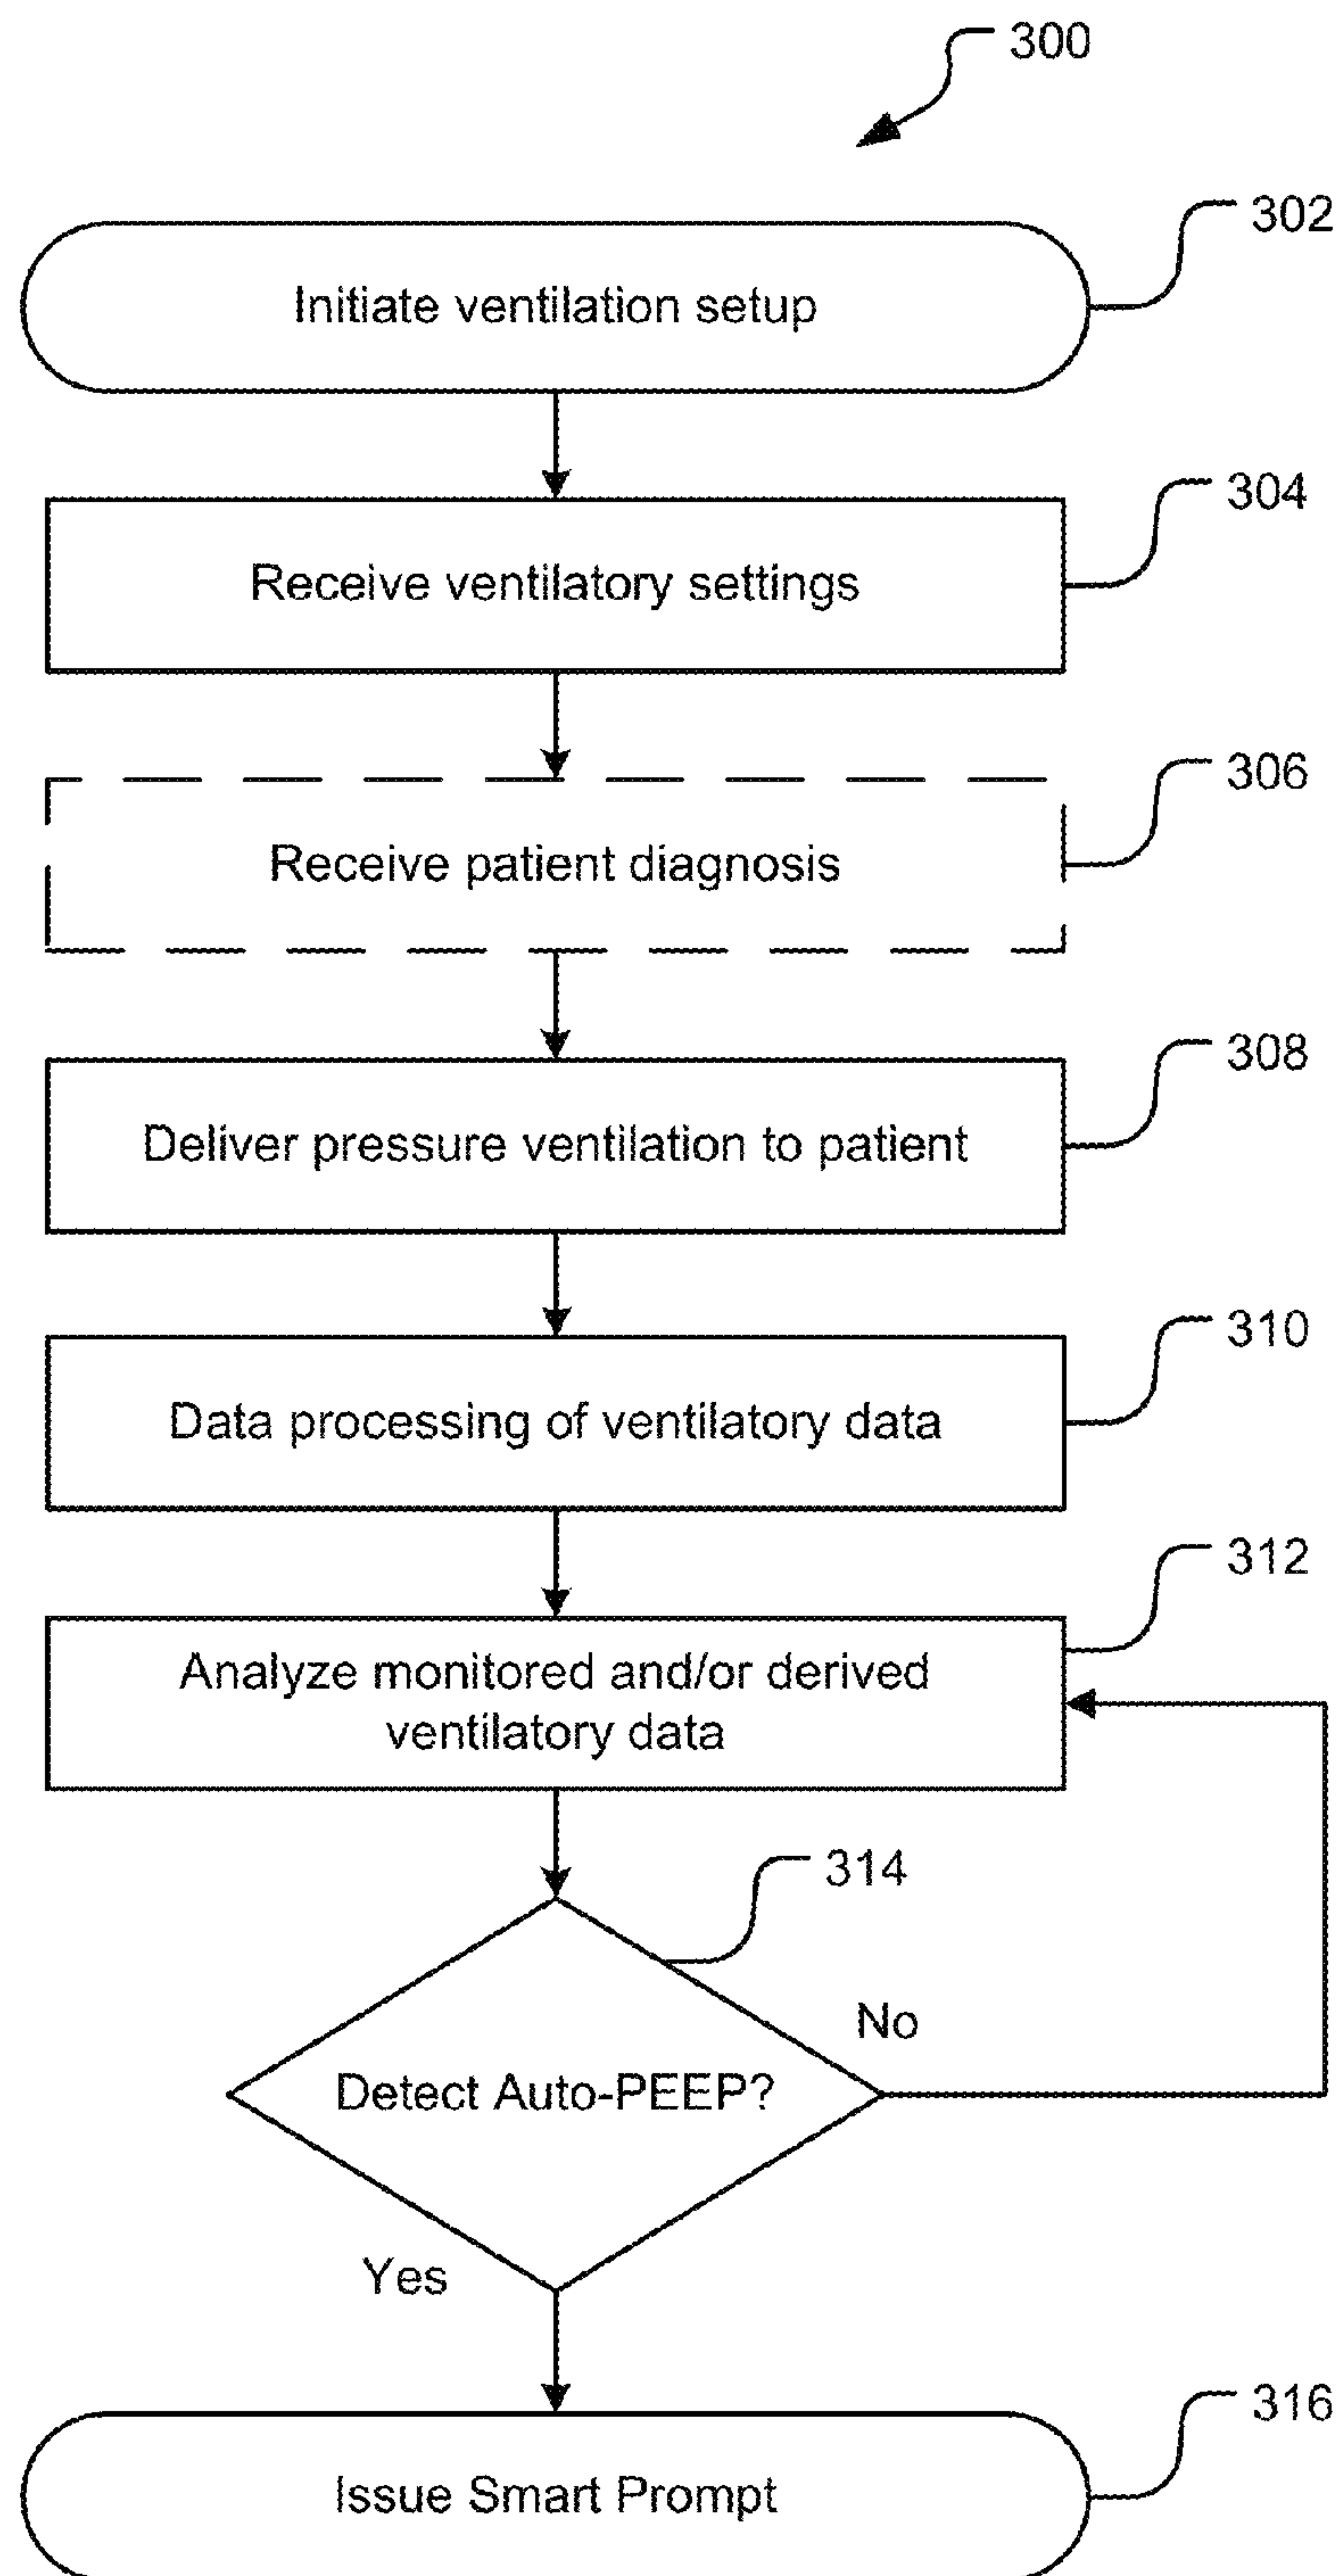 300
302
Initiate ventilation setup
304
Receive ventilatory settings
306
Receive patient diagnosis
308
Deliver pressure ventilation to patient
310
Data processing of ventilatory data
312
Analyze monitored and/or derived
ventilatory data
314
No
Detect Auto-PEEP?
Yes
316
Issue Smart Prompt